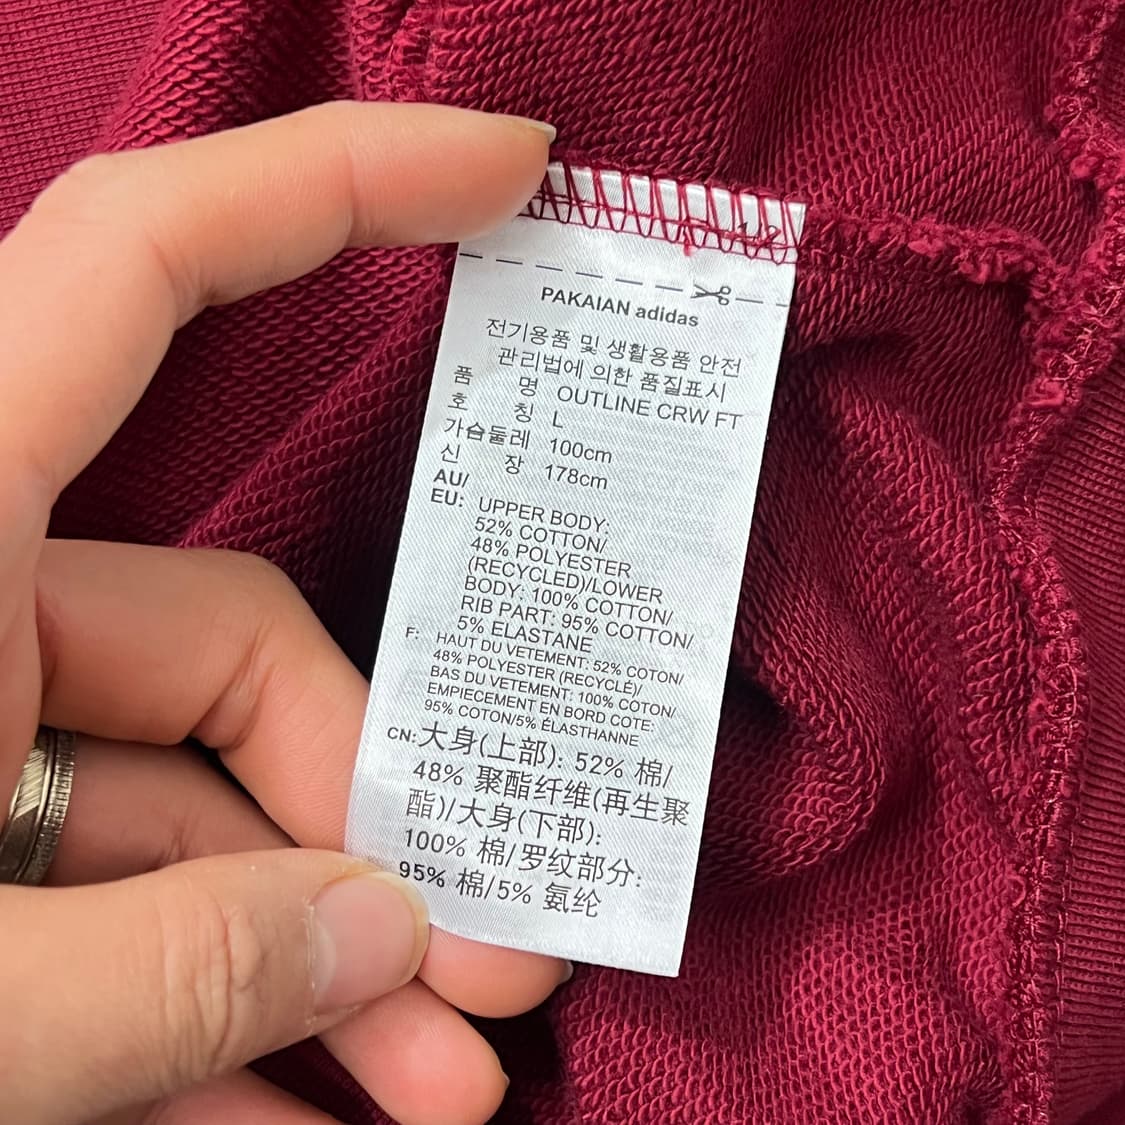 PAKAIAN adidas
전기용품 및 생활용품 안전
관리법에 의한 품질표시
품 명 OUTLINE CRW FT
호 칭 L
가슴둘레 100cm
신 장 178cm
AU/
EU: UPPER BODY:
52% COTTON/
48% POLYESTER
(RECYCLED)/LOWER
BODY: 100% COTTON/
RIB PART: 95% COTTON/
5% ELASTANE
F: HAUT DU VETEMENT: 52% COTON/
48% POLYESTER (RECYCLÉ)/
BAS DU VETEMENT: 100% COTON/
EMPIECEMENT EN BORD COTE:
95% COTON/5% ÉLASTHANNE
CN:大身(上部): 52% 棉/
48% 聚酯纤维(再生聚
酯)/大身(下部):
100% 棉/罗纹部分:
95% 棉/5% 氨纶